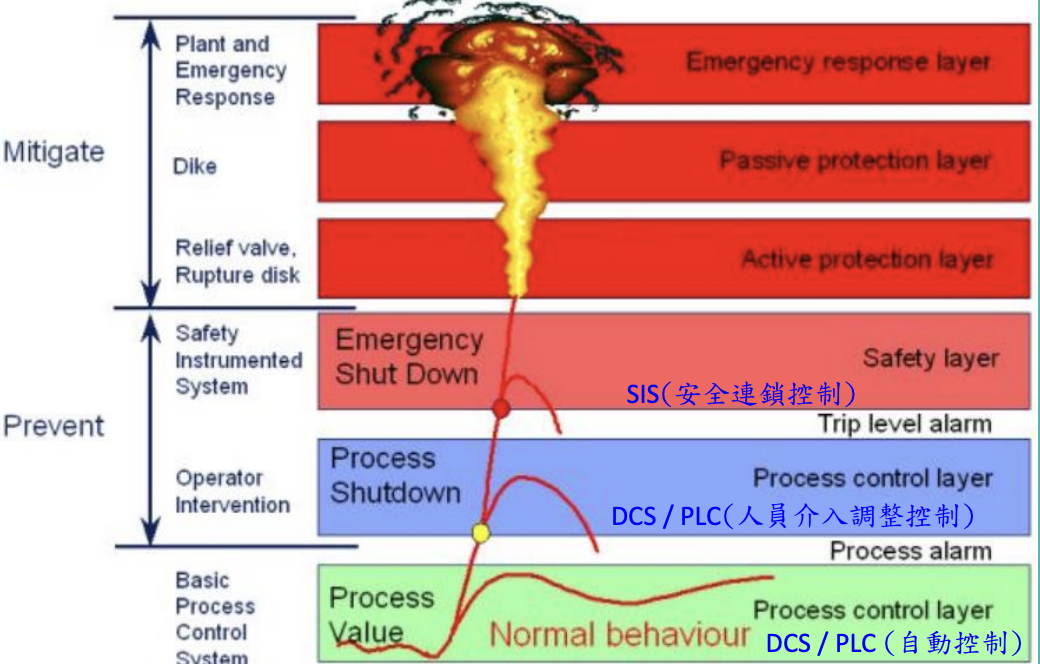 Plant and
Emergency
Response
Emergency response layer
Mitigate
Dike
Passive protection layer
Relief valve,
Rupture disk
Active protection layer
Safety
Instrumented
System
Emergency
Shut Down
Safety layer
SIS(安全連鎖控制)
Trip level alarm
Prevent
Operator
Intervention
Process
Shutdown
Process control layer
DCS / PLC(人員介入調整控制)
Process alarm
Basic
Process
Control
System
Process
Value
Normal behaviour
Process control layer
DCS / PLC (自動控制)